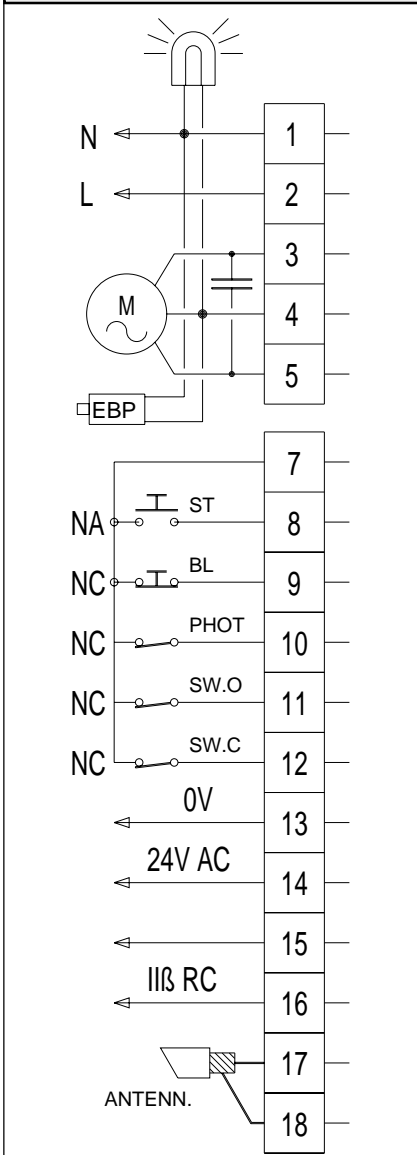 N 1
L 2
3
M 4
5
EBP
7
NA ST 8
NC BL 9
NC PHOT 10
NC SW.O 11
NC SW.C 12
0V 13
24V AC 14
15
IIß RC 16
17
ANTENN.
18